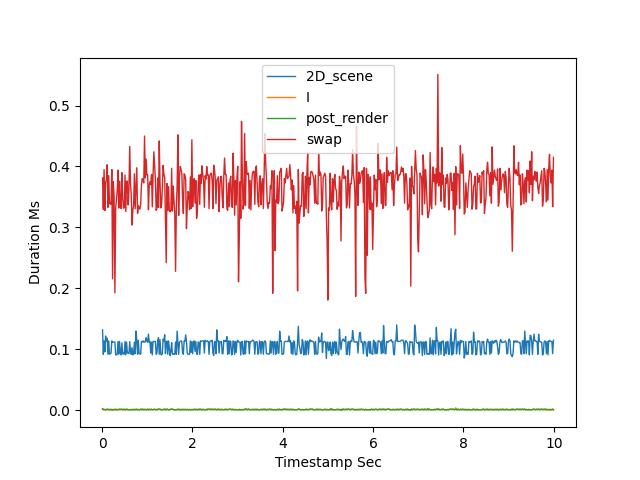 2D_scene
I
post_render
swap
Duration Ms
0.5
0.4
0.3
0.2
0.1
0.0
0 2 4 6 8 10
Timestamp Sec